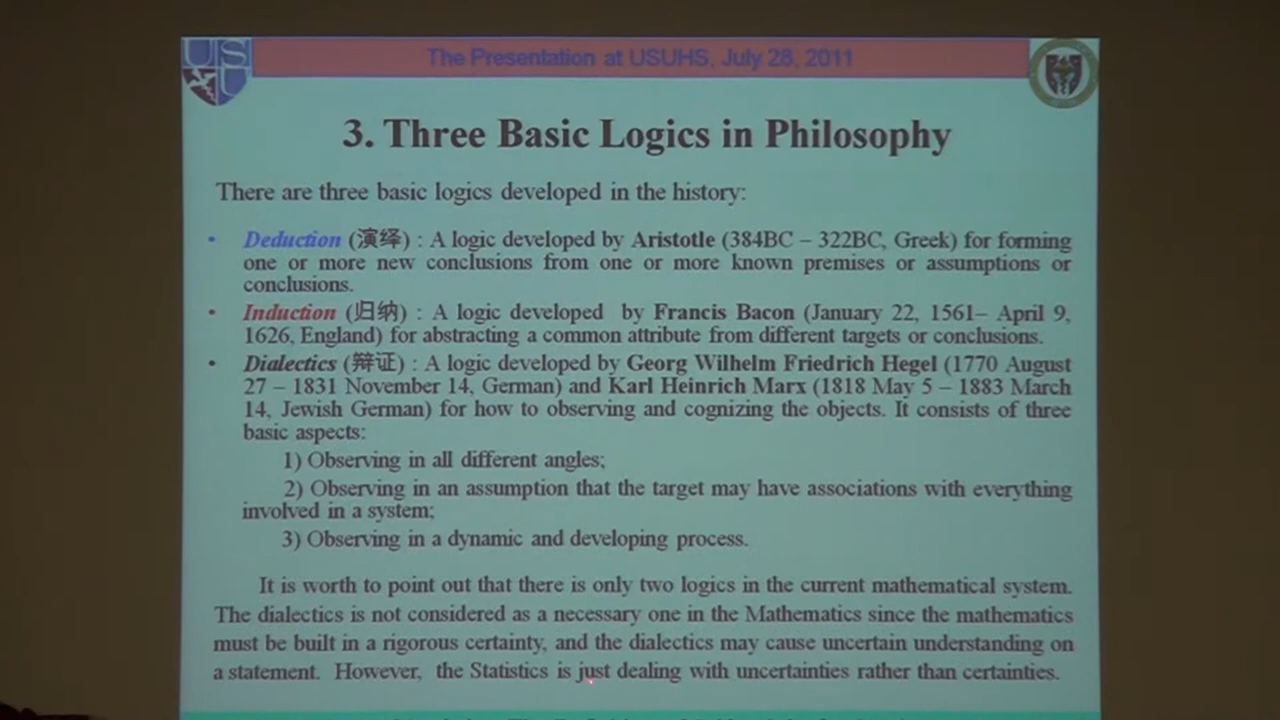 The Presentation at USUHS, July 28, 2011
USU
3. Three Basic Logics in Philosophy
There are three basic logics developed in the history:
• Deduction (演绎) : A logic developed by Aristotle (384BC – 322BC, Greek) for forming
one or more new conclusions from one or more known premises or assumptions or
conclusions.
• Induction (归纳) : A logic developed by Francis Bacon (January 22, 1561– April 9,
1626, England) for abstracting a common attribute from different targets or conclusions.
• Dialectics (辩证) : A logic developed by Georg Wilhelm Friedrich Hegel (1770 August
27 – 1831 November 14, German) and Karl Heinrich Marx (1818 May 5 – 1883 March
14, Jewish German) for how to observing and cognizing the objects. It consists of three
basic aspects:
1) Observing in all different angles;
2) Observing in an assumption that the target may have associations with everything
involved in a system;
3) Observing in a dynamic and developing process.
It is worth to point out that there is only two logics in the current mathematical system.
The dialectics is not considered as a necessary one in the Mathematics since the mathematics
must be built in a rigorous certainty, and the dialectics may cause uncertain understanding on
a statement. However, the Statistics is just dealing with uncertainties rather than certainties.